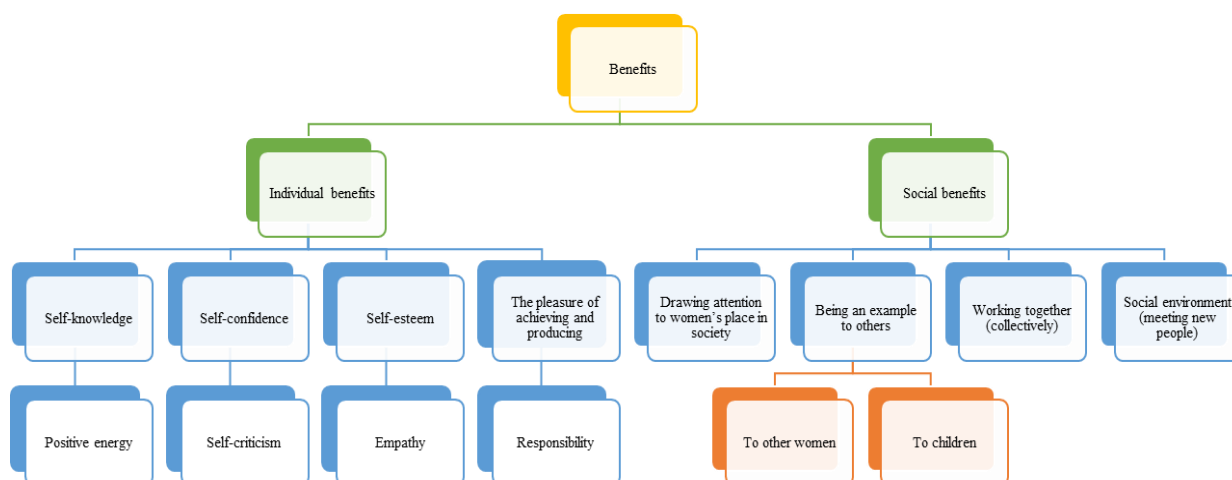 Benefits
Individual benefits
Social benefits
Self-knowledge
Self-confidence
Self-esteem
The pleasure of
achieving and
producing
Drawing attention
to women's place in
society
Being an example
to others
Working together
(collectively)
Social environment
(meeting new
people)
Positive energy
Self-criticism
Empathy
Responsibility
To other women
To children